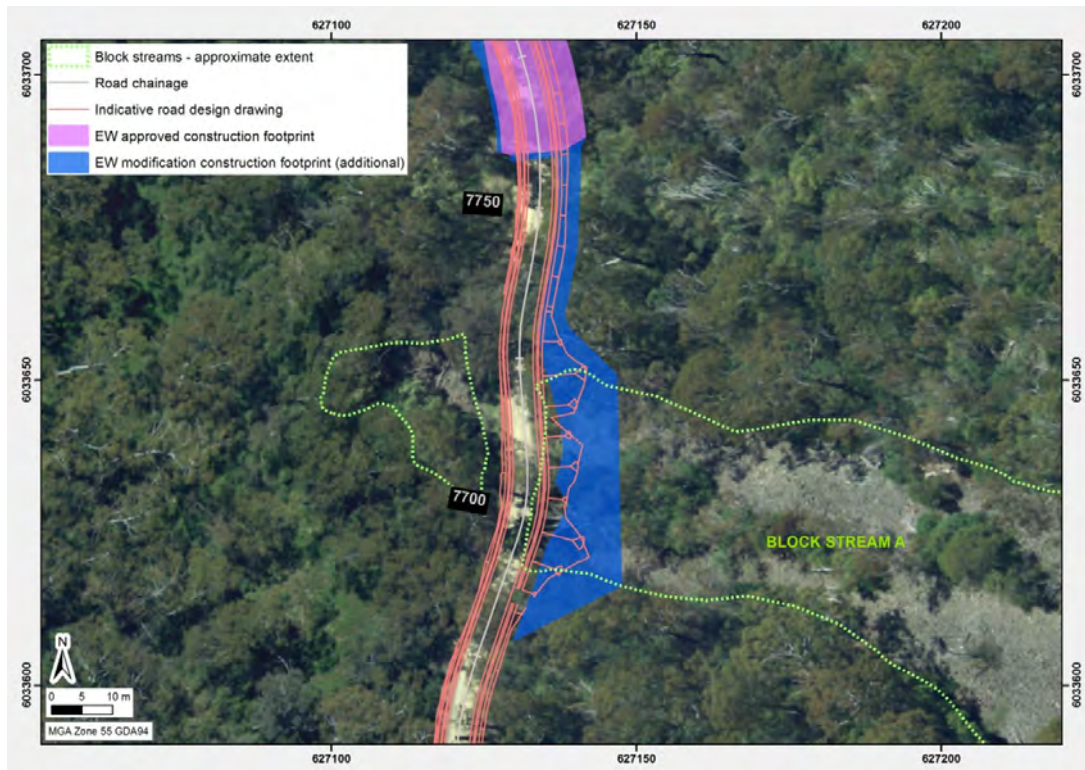 627100
627150
627200
6033700
6033700
Block streams - approximate extent
Road chainage
Indicative road design drawing
EW approved construction footprint
EW modification construction footprint (additional)
7750
6033650
6033650
7700
BLOCK STREAM A
N
0 5 10 m
MGA Zone 55 GDA94
6033600
6033600
627100
627150
627200